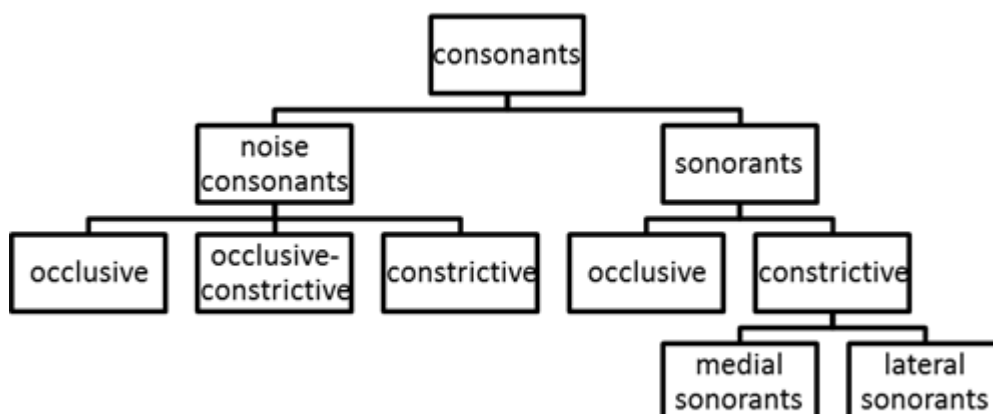 consonants
noise
consonants
sonorants
occlusive
occlusive-
constrictive
constrictive
occlusive
constrictive
medial
sonorants
lateral
sonorants